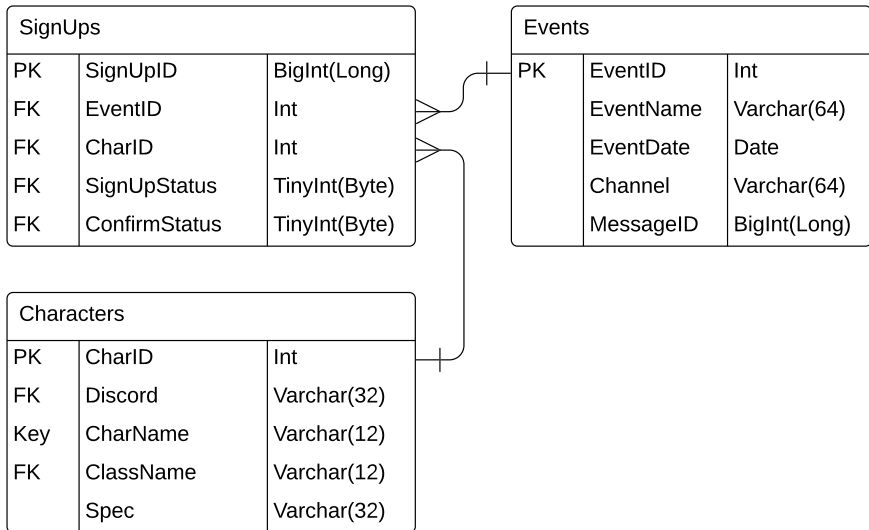 SignUps
PK SignUpID BigInt(Long)
FK EventID Int
FK CharID Int
FK SignUpStatus TinyInt(Byte)
FK ConfirmStatus TinyInt(Byte)
Events
PK EventID Int
EventName Varchar(64)
EventDate Date
Channel Varchar(64)
MessageID BigInt(Long)
Characters
PK CharID Int
FK Discord Varchar(32)
Key CharName Varchar(12)
FK ClassName Varchar(12)
Spec Varchar(32)